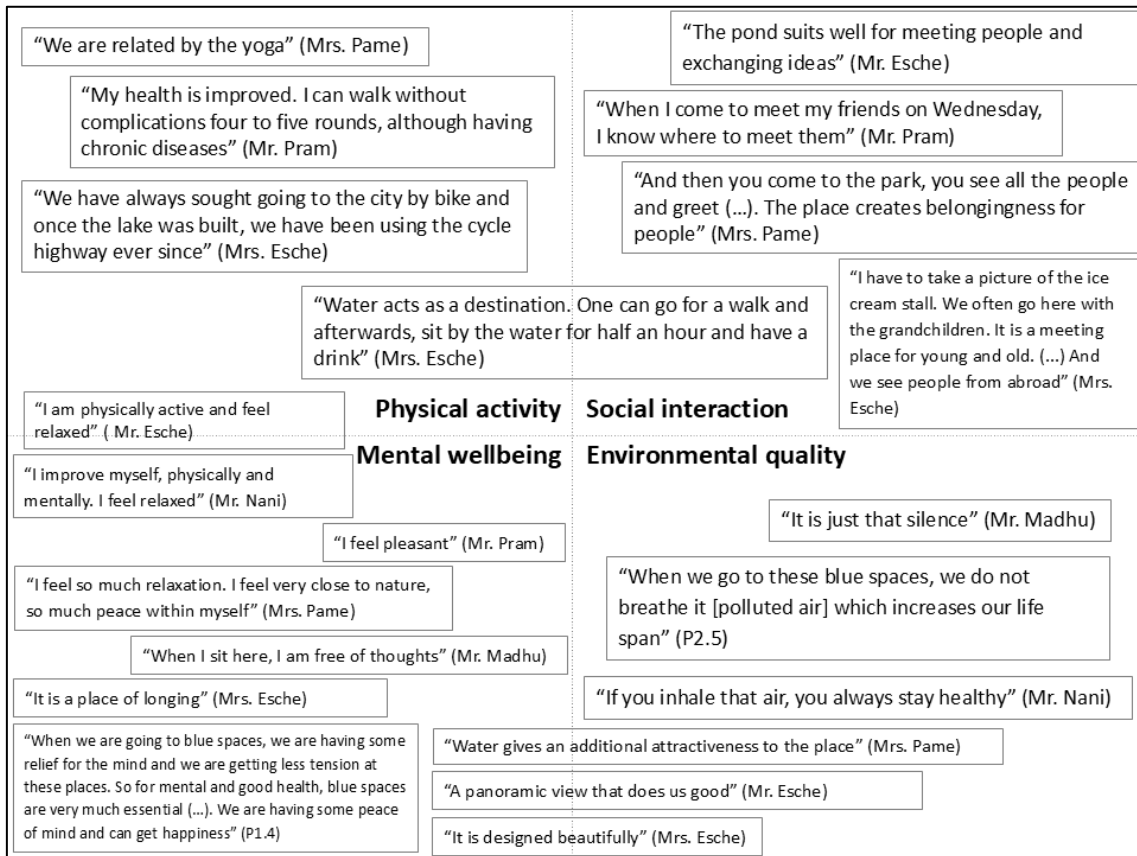 “We are related by the yoga” (Mrs. Pame)
“My health is improved. I can walk without
complications four to five rounds, although having
chronic diseases” (Mr. Pram)
“We have always sought going to the city by bike and
once the lake was built, we have been using the cycle
highway ever since” (Mrs. Esche)
“The pond suits well for meeting people and
exchanging ideas” (Mr. Esche)
“When I come to meet my friends on Wednesday,
I know where to meet them” (Mr. Pram)
“And then you come to the park, you see all the people
and greet (…). The place creates belongingness for
people” (Mrs. Pame)
“I have to take a picture of the ice
cream stall. We often go here with
the grandchildren. It is a meeting
place for young and old. (...) And
we see people from abroad” (Mrs.
Esche)
“Water acts as a destination. One can go for a walk and
afterwards, sit by the water for half an hour and have a
drink” (Mrs. Esche)
Physical activity
Social interaction
Mental wellbeing
Environmental quality
“I am physically active and feel
relaxed” ( Mr. Esche)
“I improve myself, physically and
mentally. I feel relaxed” (Mr. Nani)
“I feel pleasant” (Mr. Pram)
“I feel so much relaxation. I feel very close to nature,
so much peace within myself” (Mrs. Pame)
“When I sit here, I am free of thoughts” (Mr. Madhu)
“It is a place of longing” (Mrs. Esche)
“When we are going to blue spaces, we are having some
relief for the mind and we are getting less tension at
these places. So for mental and good health, blue spaces
are very much essential (…). We are having some peace
of mind and can get happiness” (P1.4)
“It is just that silence” (Mr. Madhu)
“When we go to these blue spaces, we do not
breathe it [polluted air] which increases our life
span” (P2.5)
“If you inhale that air, you always stay healthy” (Mr. Nani)
“Water gives an additional attractiveness to the place” (Mrs. Pame)
“A panoramic view that does us good” (Mr. Esche)
“It is designed beautifully” (Mrs. Esche)